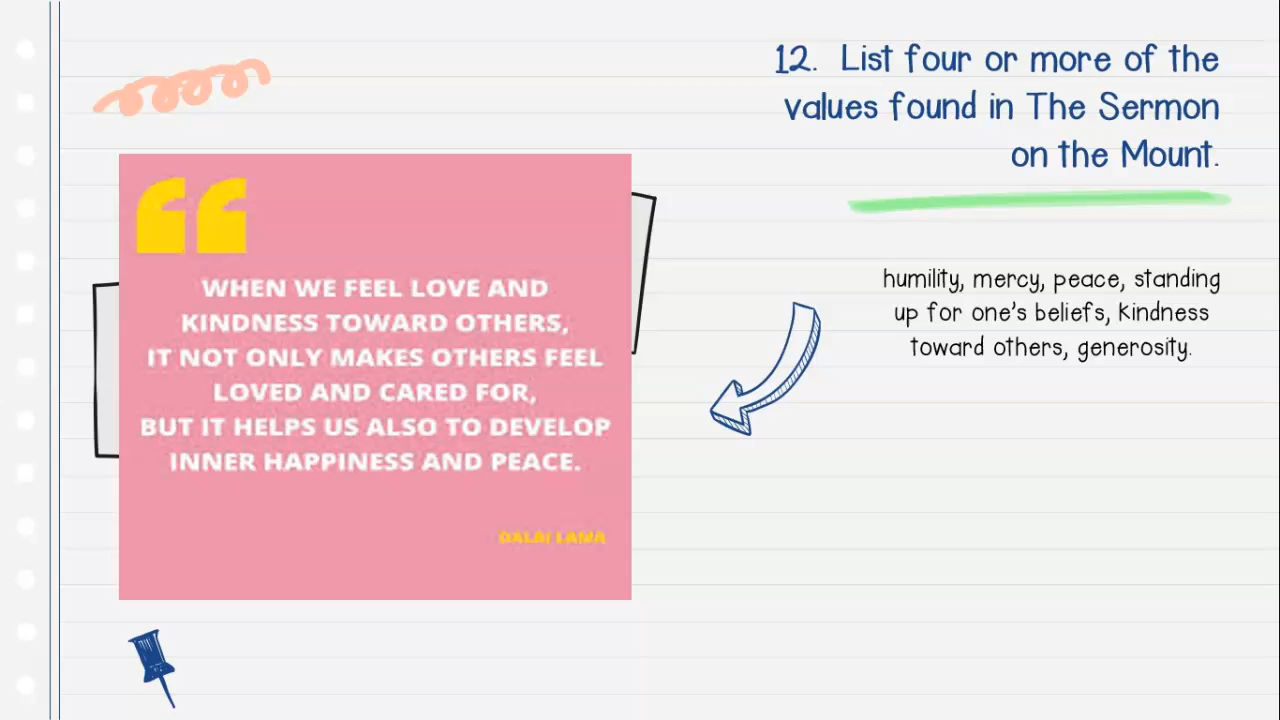 12. List four or more of the
values found in The Sermon
on the Mount.
humility, mercy, peace, standing
up for one's beliefs, kindness
toward others, generosity.
WHEN WE FEEL LOVE AND
KINDNESS TOWARD OTHERS,
IT NOT ONLY MAKES OTHERS FEEL
LOVED AND CARED FOR,
BUT IT HELPS US ALSO TO DEVELOP
INNER HAPPINESS AND PEACE.
DALAI LAMA